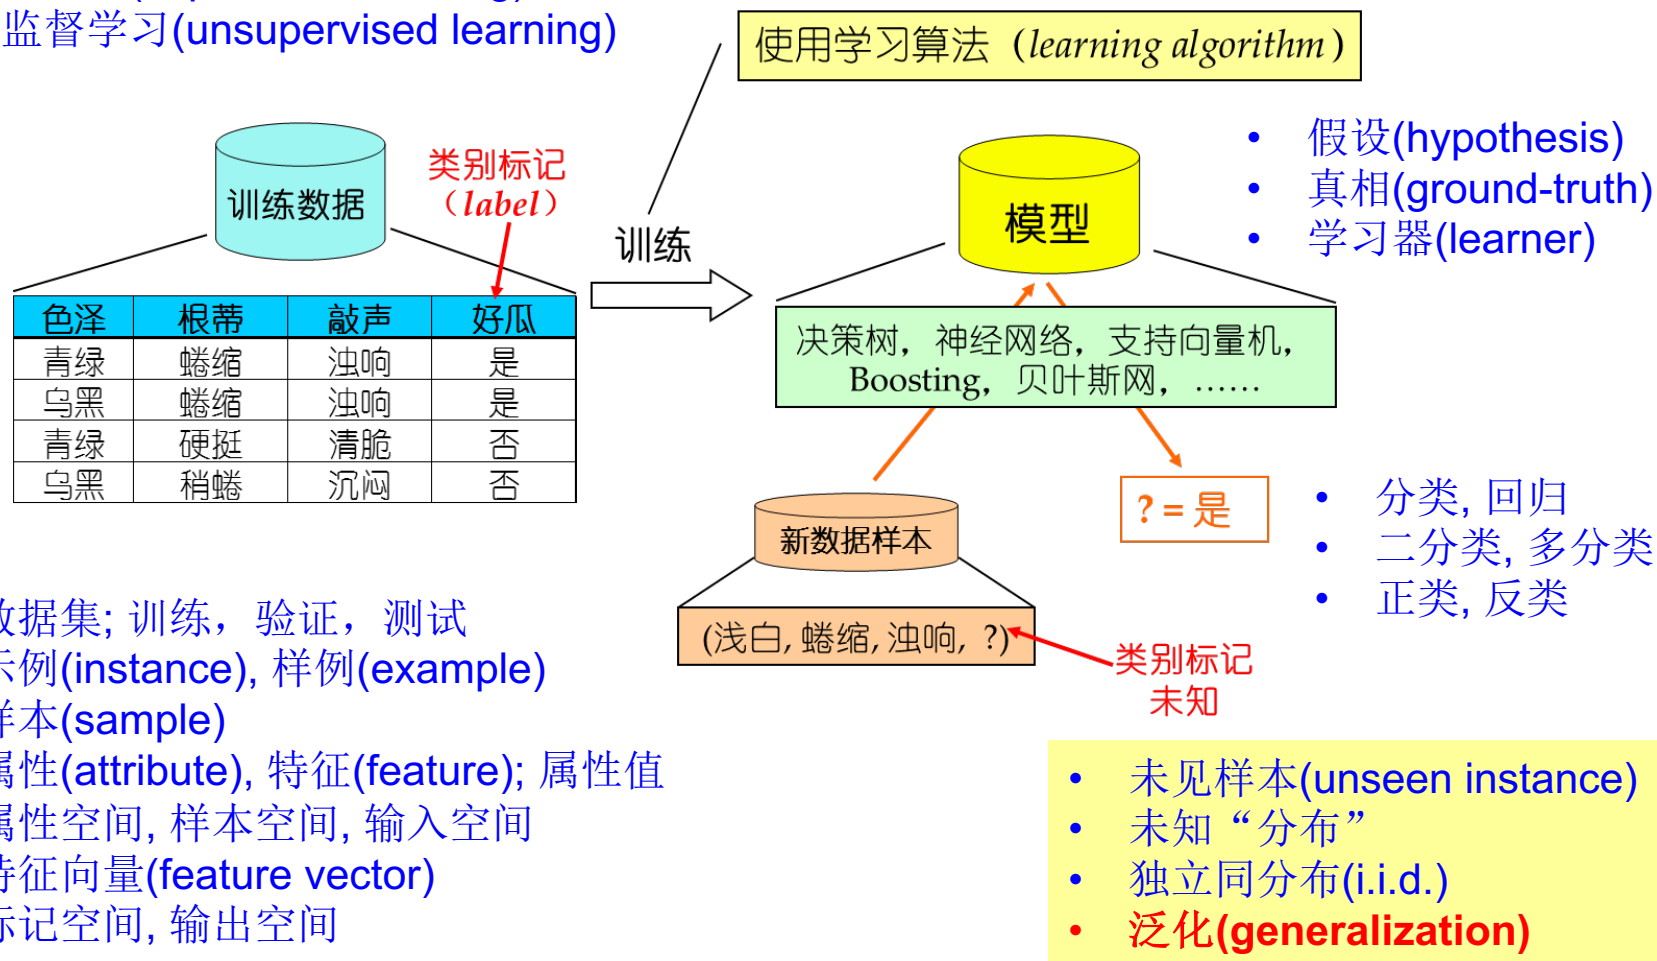 监督学习(unsupervised learning)
使用学习算法（learning algorithm）
训练数据
类别标记
（label）
训练
模型
• 假设(hypothesis)
• 真相(ground-truth)
• 学习器(learner)
色泽 根蒂 敲声 好瓜
青绿 蜷缩 浊响 是
乌黑 蜷缩 浊响 是
青绿 硬挺 清脆 否
乌黑 稍蜷 沉闷 否
决策树，神经网络，支持向量机，
Boosting，贝叶斯网，……
? = 是
• 分类, 回归
• 二分类, 多分类
• 正类, 反类
新数据样本
(浅白, 蜷缩, 浊响, ?)
类别标记
未知
数据集; 训练，验证，测试
示例(instance), 样例(example)
样本(sample)
属性(attribute), 特征(feature); 属性值
属性空间, 样本空间, 输入空间
特征向量(feature vector)
标记空间, 输出空间
• 未见样本(unseen instance)
• 未知“分布”
• 独立同分布(i.i.d.)
• 泛化(generalization)